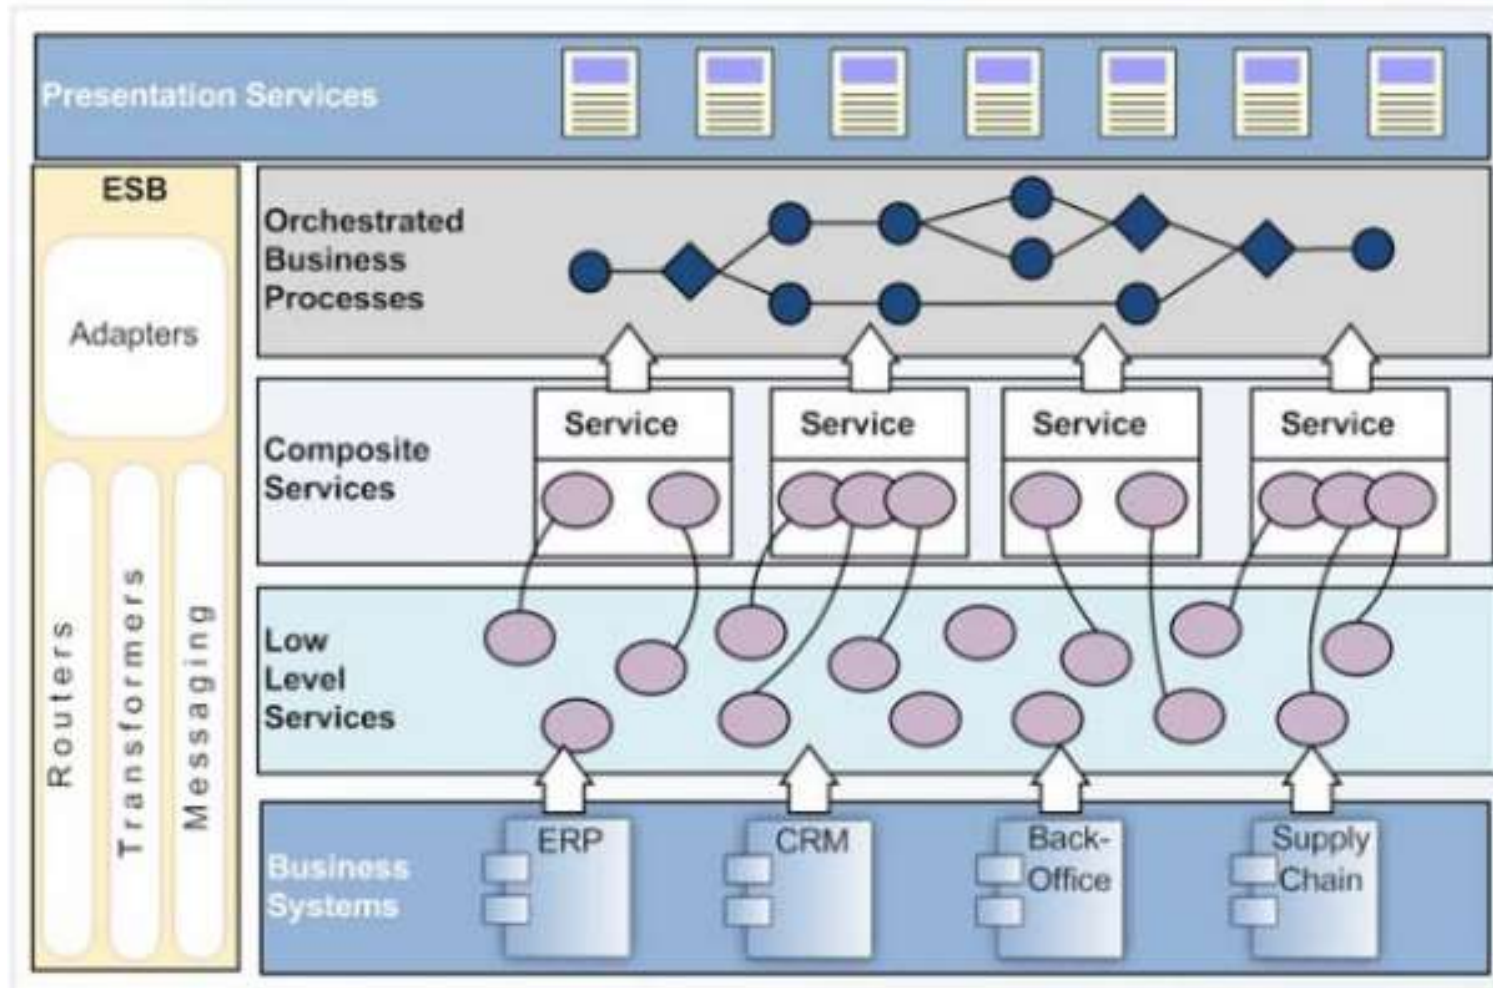 Presentation Services
ESB
Adapters
Routers
Transformers
Messaging
Orchestrated
Business
Processes
Composite
Services
Service
Service
Service
Service
Low
Level
Services
Business
Systems
ERP
CRM
Back-
Office
Supply
Chain